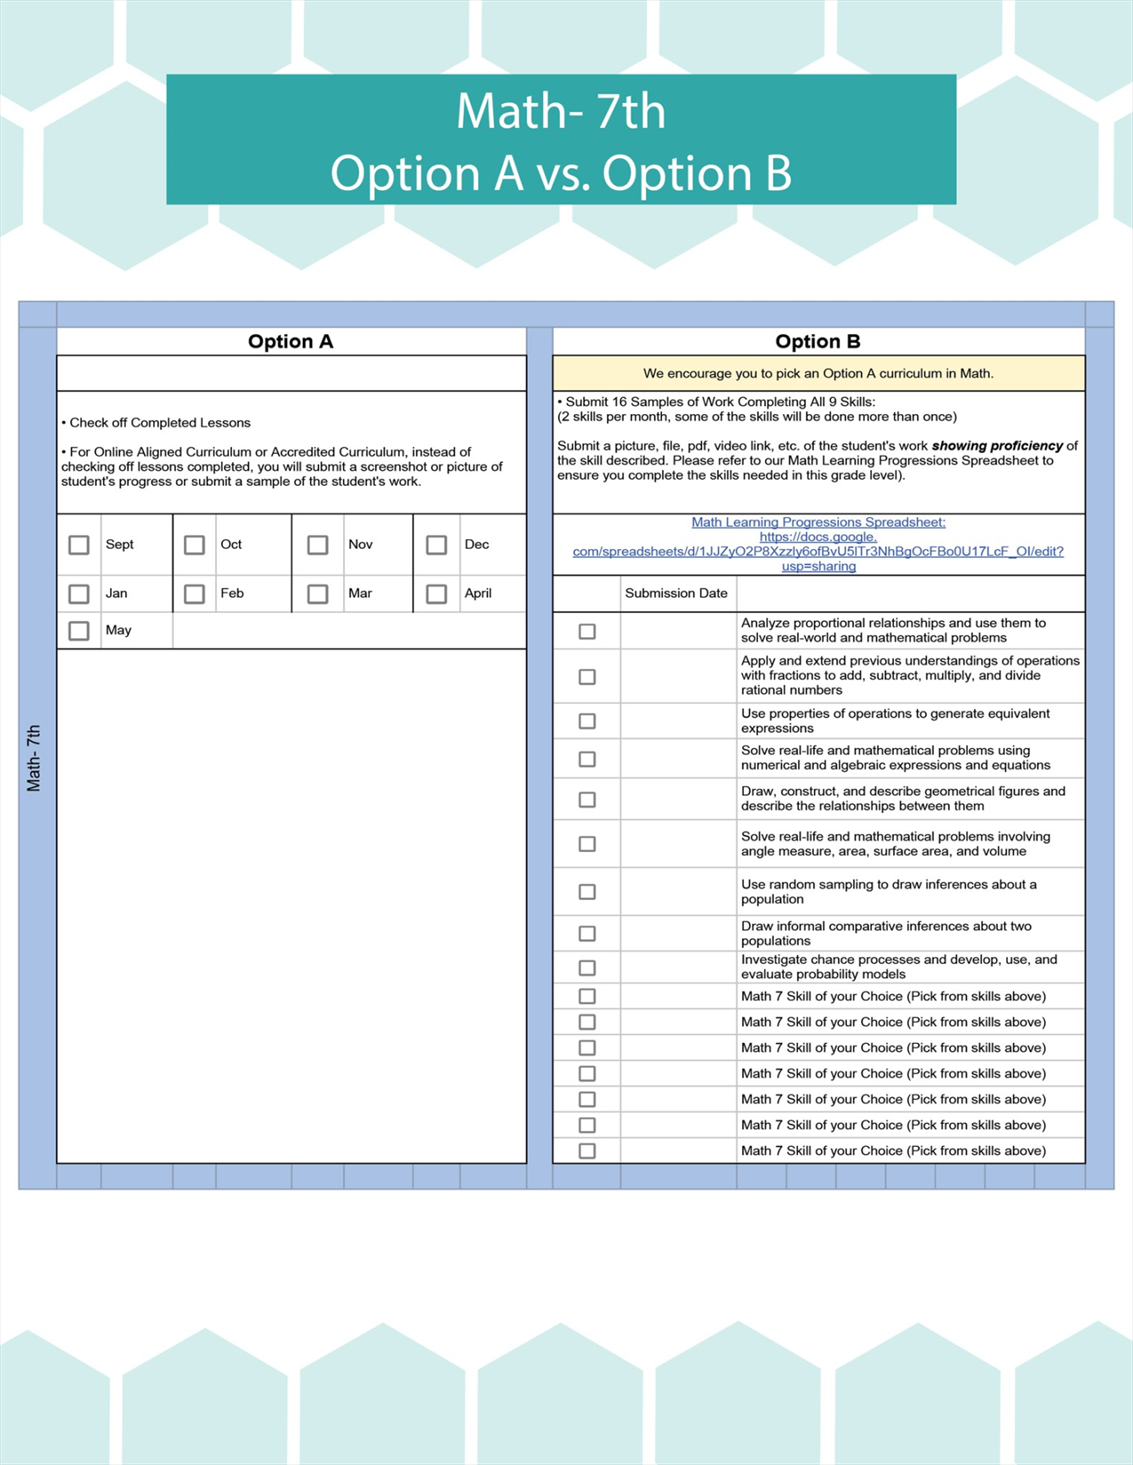 Math- 7th
Option A vs. Option B
Math- 7th
Option A
• Check off Completed Lessons
• For Online Aligned Curriculum or Accredited Curriculum, instead of
checking off lessons completed, you will submit a screenshot or picture of
student's progress or submit a sample of the student's work.
Sept
Oct
Nov
Dec
Jan
Feb
Mar
April
May
Option B
We encourage you to pick an Option A curriculum in Math.
• Submit 16 Samples of Work Completing All 9 Skills:
(2 skills per month, some of the skills will be done more than once)
Submit a picture, file, pdf, video link, etc. of the student's work showing proficiency of
the skill described. Please refer to our Math Learning Progressions Spreadsheet to
ensure you complete the skills needed in this grade level).
Math Learning Progressions Spreadsheet:
https://docs.google.
com/spreadsheets/d/1JJZyO2P8Xzzly6ofBvU5lTr3NhBgOcFBo0U17LcF_OI/edit?
usp=sharing
Submission Date
Analyze proportional relationships and use them to
solve real-world and mathematical problems
Apply and extend previous understandings of operations
with fractions to add, subtract, multiply, and divide
rational numbers
Use properties of operations to generate equivalent
expressions
Solve real-life and mathematical problems using
numerical and algebraic expressions and equations
Draw, construct, and describe geometrical figures and
describe the relationships between them
Solve real-life and mathematical problems involving
angle measure, area, surface area, and volume
Use random sampling to draw inferences about a
population
Draw informal comparative inferences about two
populations
Investigate chance processes and develop, use, and
evaluate probability models
Math 7 Skill of your Choice (Pick from skills above)
Math 7 Skill of your Choice (Pick from skills above)
Math 7 Skill of your Choice (Pick from skills above)
Math 7 Skill of your Choice (Pick from skills above)
Math 7 Skill of your Choice (Pick from skills above)
Math 7 Skill of your Choice (Pick from skills above)
Math 7 Skill of your Choice (Pick from skills above)